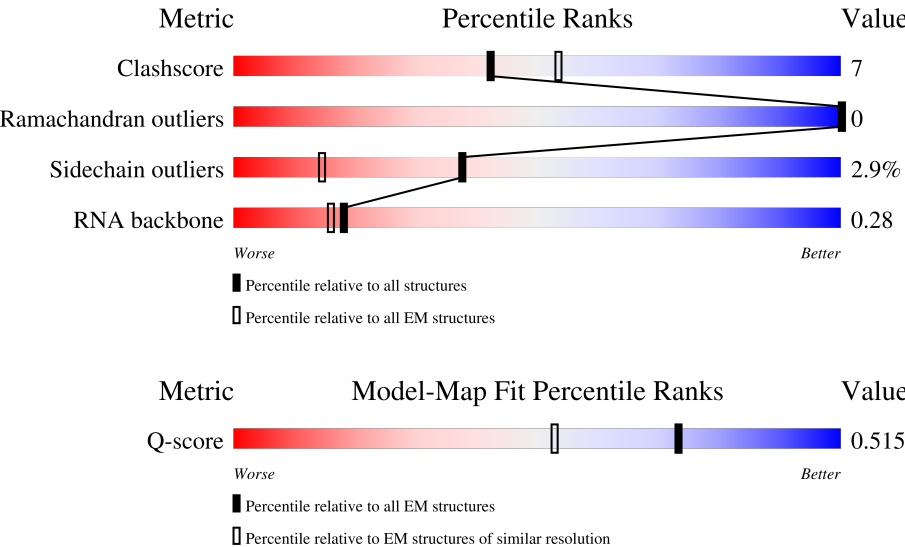 Metric Percentile Ranks Value
Clashscore 7
Ramachandran outliers 0
Sidechain outliers 2.9%
RNA backbone 0.28
Worse Better
Percentile relative to all structures
Percentile relative to all EM structures
Metric Model-Map Fit Percentile Ranks Value
Q-score 0.515
Worse Better
Percentile relative to all EM structures
Percentile relative to EM structures of similar resolution